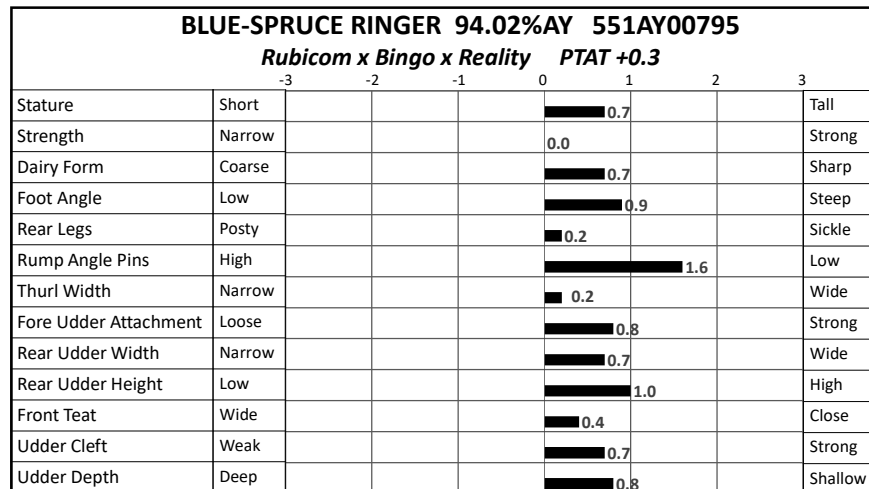 BLUE-SPRUCE RINGER 94.02%AY 551AY00795
Rubicom x Bingo x Reality PTAT +0.3
-3 -2 -1 0 1 2 3
Stature Short 0.7 Tall
Strength Narrow 0.0 Strong
Dairy Form Coarse 0.7 Sharp
Foot Angle Low 0.9 Steep
Rear Legs Posty 0.2 Sickle
Rump Angle Pins High 1.6 Low
Thurl Width Narrow 0.2 Wide
Fore Udder Attachment Loose 0.8 Strong
Rear Udder Width Narrow 0.7 Wide
Rear Udder Height Low 1.0 High
Front Teat Wide 0.4 Close
Udder Cleft Weak 0.7 Strong
Udder Depth Deep 0.8 Shallow